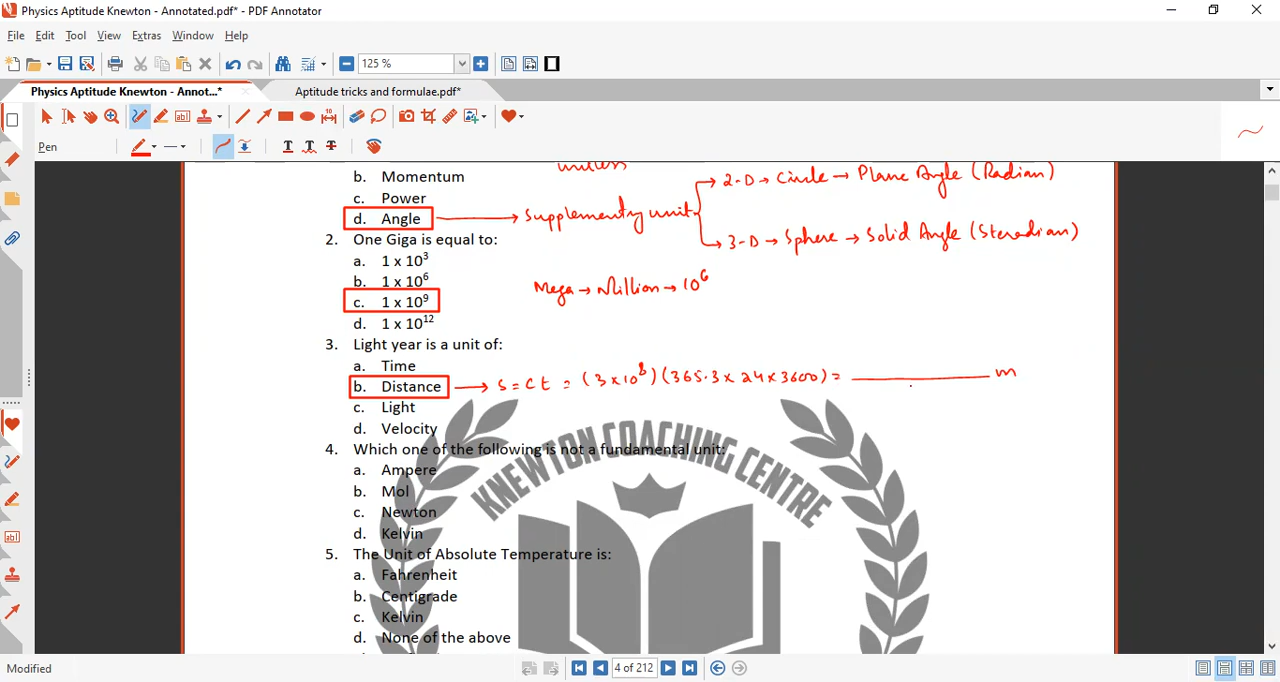 Physics Aptitude Knewton - Annotated.pdf* - PDF Annotator
File Edit Tool View Extras Window Help
125 %
Physics Aptitude Knewton - Annot...* Aptitude tricks and formulae.pdf*
Pen
unitless
b. Momentum
2-D → Circle → Plane Angle (Radian)
c. Power
d. Angle → Supplementry unit
3-D → Sphere → Solid Angle (Steradian)
2. One Giga is equal to:
a. 1 x 10³
b. 1 x 10⁶
Mega → Million → 10⁶
c. 1 x 10⁹
d. 1 x 10¹²
3. Light year is a unit of:
a. Time
b. Distance → S = ct = (3×10⁸)(365.3×24×3600) = ________ m
c. Light
d. Velocity
4. Which one of the following is not a fundamental unit:
a. Ampere
b. Mol
c. Newton
d. Kelvin
5. The Unit of Absolute Temperature is:
a. Fahrenheit
b. Centigrade
c. Kelvin
d. None of the above
KNEWTON COACHING CENTRE
Modified
4 of 212